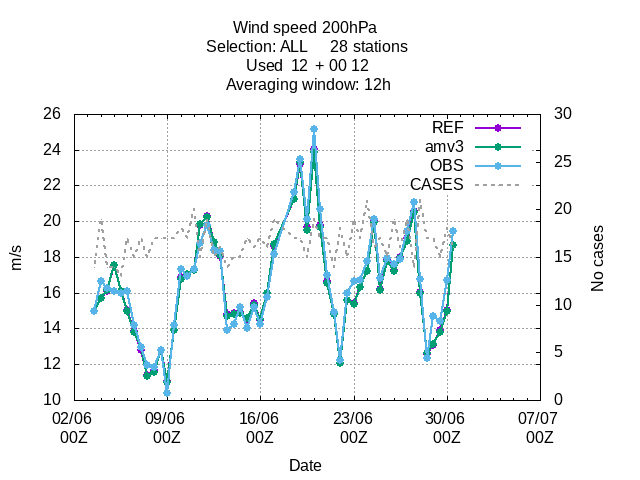 Wind speed 200hPa
Selection: ALL 28 stations
Used 12 + 00 12
Averaging window: 12h
REF
amv3
OBS
CASES
26
24
22
20
18
16
14
12
10
m/s
30
25
20
15
10
5
0
No cases
02/06 09/06 16/06 23/06 30/06 07/07
00Z 00Z 00Z 00Z 00Z 00Z
Date